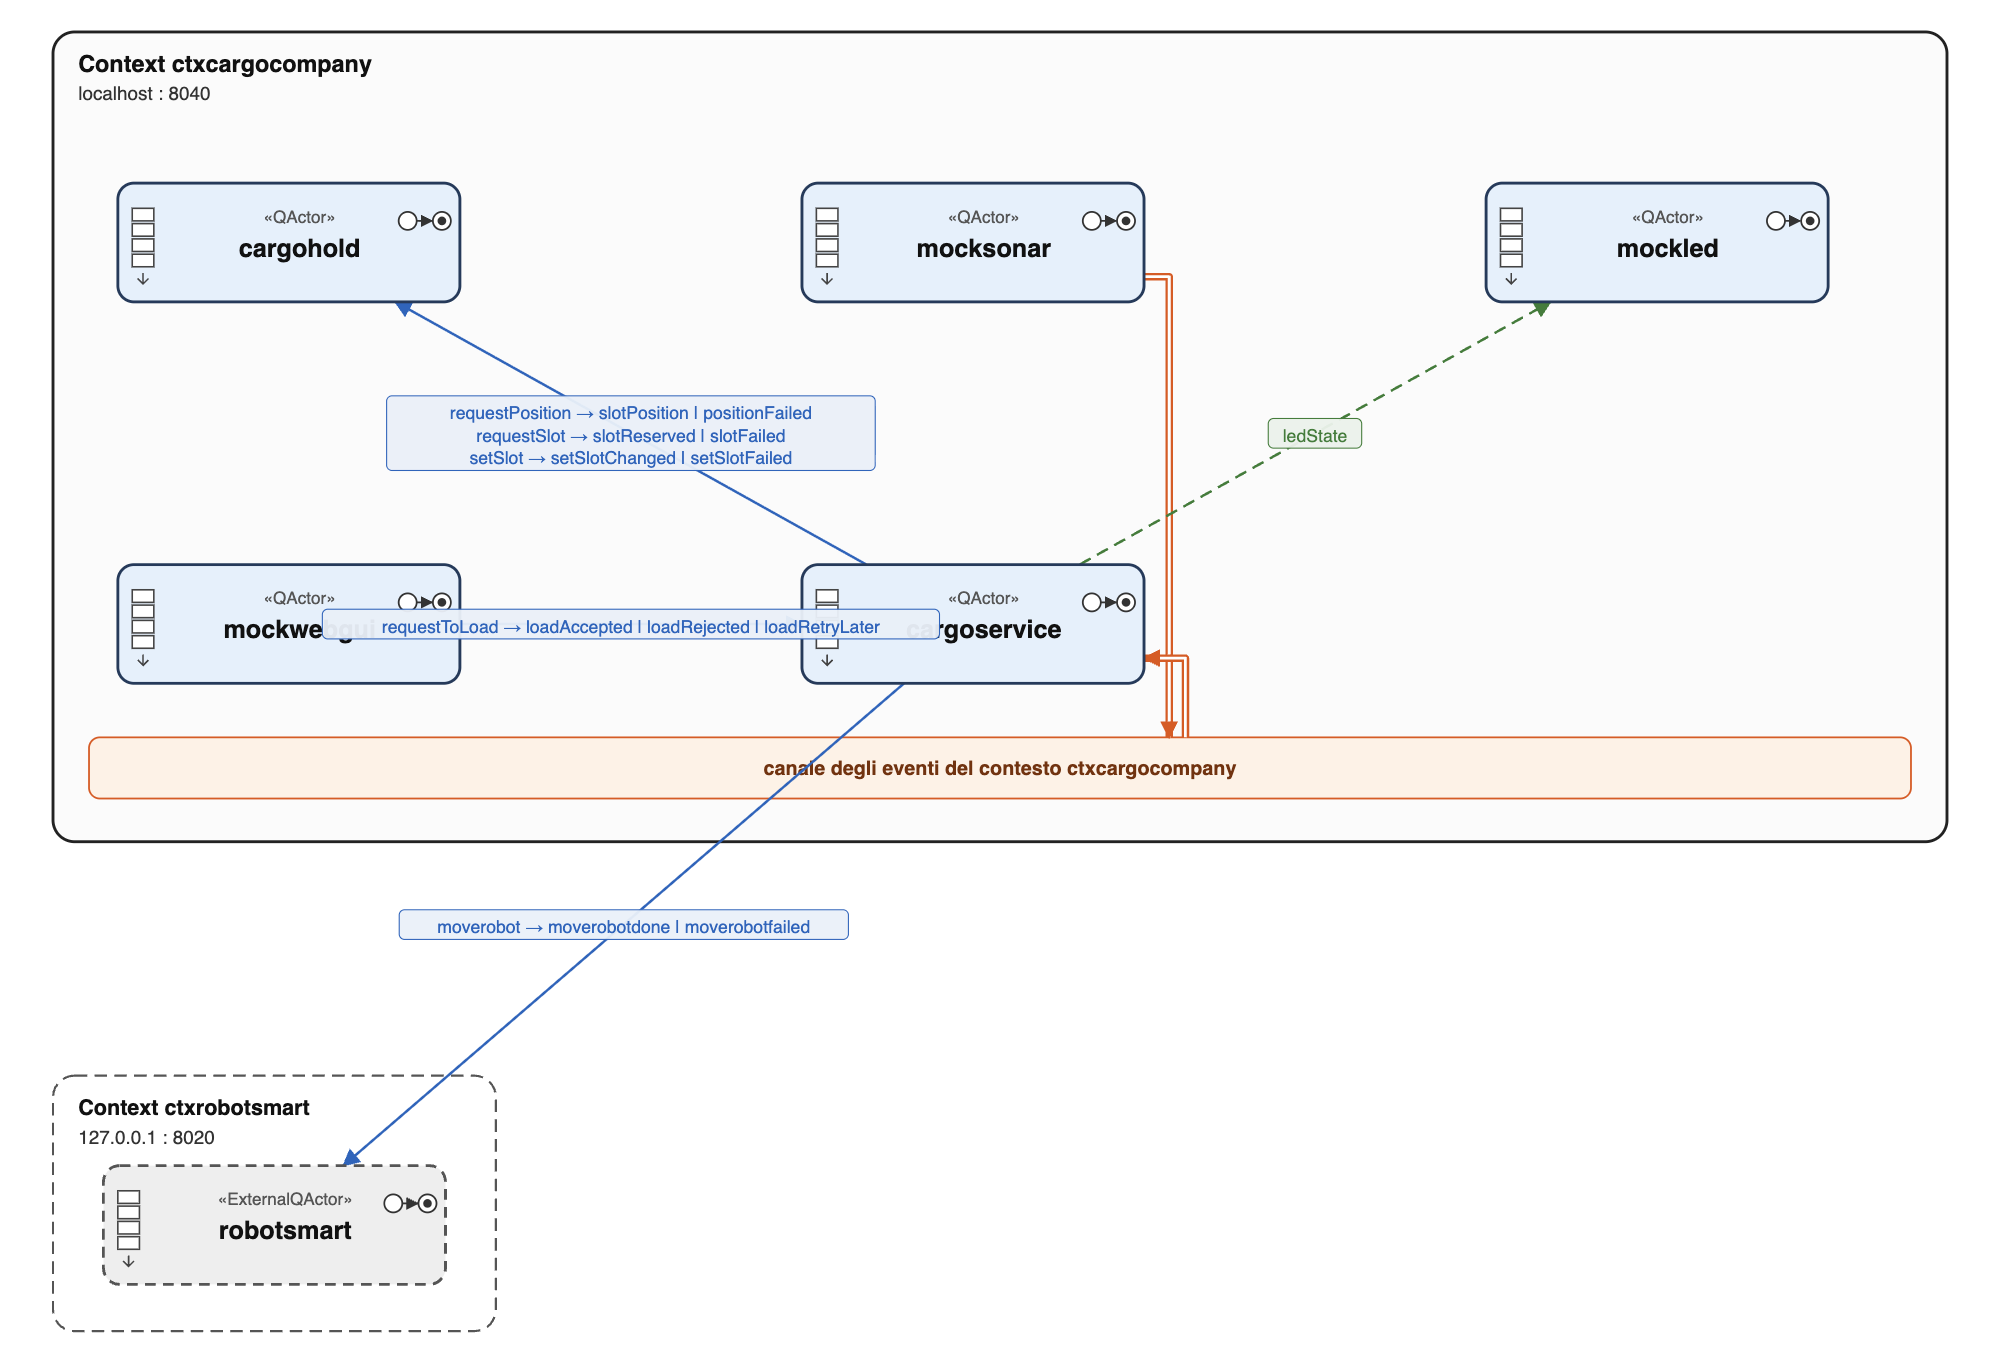 Context ctxcargocompany
localhost : 8040
«QActor»
cargohold
«QActor»
mocksonar
«QActor»
mockled
requestPosition → slotPosition | positionFailed
requestSlot → slotReserved | slotFailed
setSlot → setSlotChanged | setSlotFailed
ledState
«QActor»
mockwebgui
requestToLoad → loadAccepted | loadRejected | loadRetryLater
«QActor»
cargoservice
canale degli eventi del contesto ctxcargocompany
moverobot → moverobotdone | moverobotfailed
Context ctxrobotsmart
127.0.0.1 : 8020
«ExternalQActor»
robotsmart